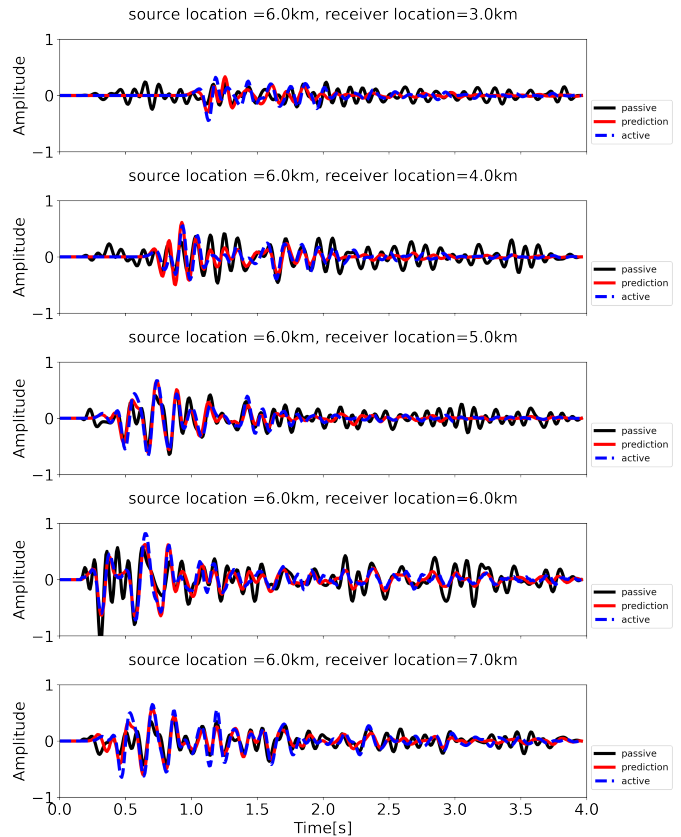 source location =6.0km, receiver location=3.0km
1
0
−1
Amplitude
passive
prediction
active
source location =6.0km, receiver location=4.0km
1
0
−1
Amplitude
passive
prediction
active
source location =6.0km, receiver location=5.0km
1
0
−1
Amplitude
passive
prediction
active
source location =6.0km, receiver location=6.0km
1
0
−1
Amplitude
passive
prediction
active
source location =6.0km, receiver location=7.0km
1
0
−1
Amplitude
passive
prediction
active
0.0 0.5 1.0 1.5 2.0 2.5 3.0 3.5 4.0
Time[s]